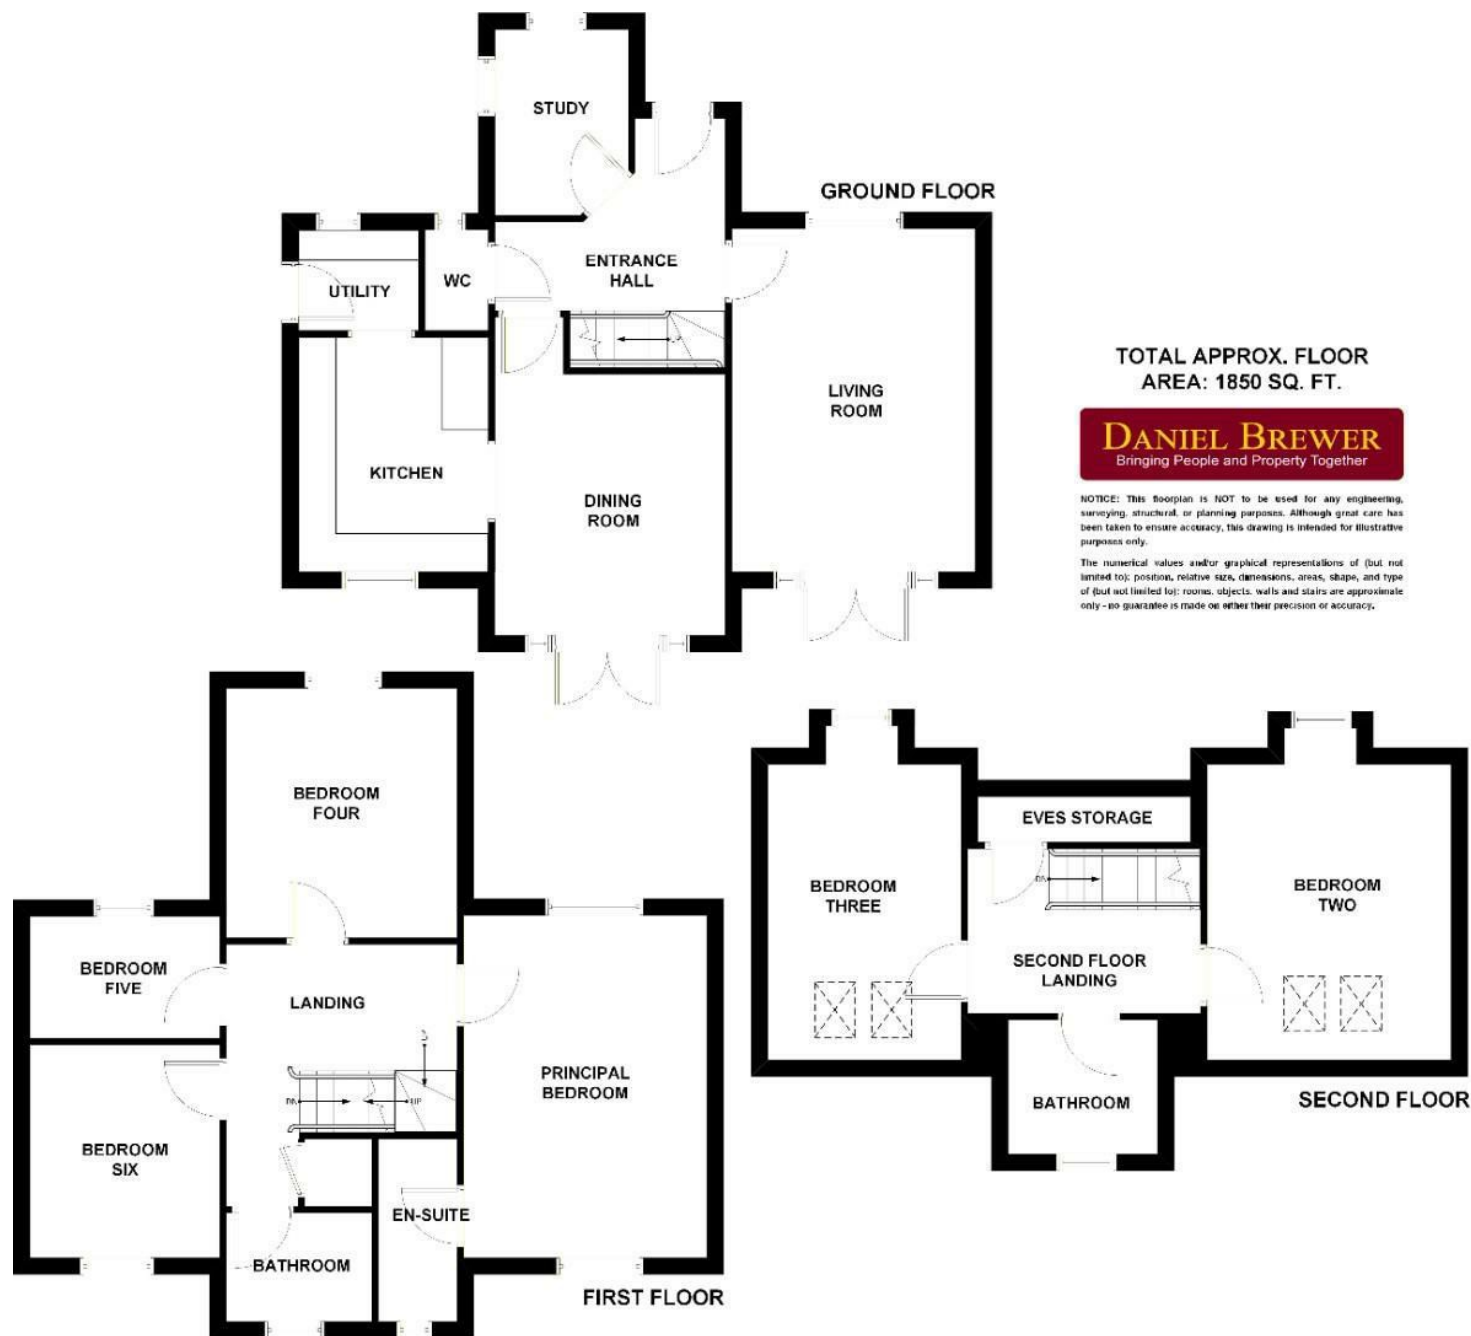 STUDY
GROUND FLOOR
ENTRANCE
HALL
WC
UTILITY
LIVING
ROOM
KITCHEN
DINING
ROOM
TOTAL APPROX. FLOOR
AREA: 1850 SQ. FT.
DANIEL BREWER
Bringing People and Property Together
NOTICE: This floorplan is NOT to be used for any engineering,
surveying, structural, or planning purposes. Although great care has
been taken to ensure accuracy, this drawing is intended for illustrative
purposes only.
The numerical values and/or graphical representations of (but not
limited to): position, relative size, dimensions, areas, shape, and type
of (but not limited to): rooms, objects, walls and stairs are approximate
only - no guarantee is made on either their precision or accuracy.
BEDROOM
FOUR
BEDROOM
FIVE
LANDING
PRINCIPAL
BEDROOM
DN
UP
BEDROOM
SIX
EN-SUITE
BATHROOM
FIRST FLOOR
EVES STORAGE
BEDROOM
THREE
DN
BEDROOM
TWO
SECOND FLOOR
LANDING
BATHROOM
SECOND FLOOR